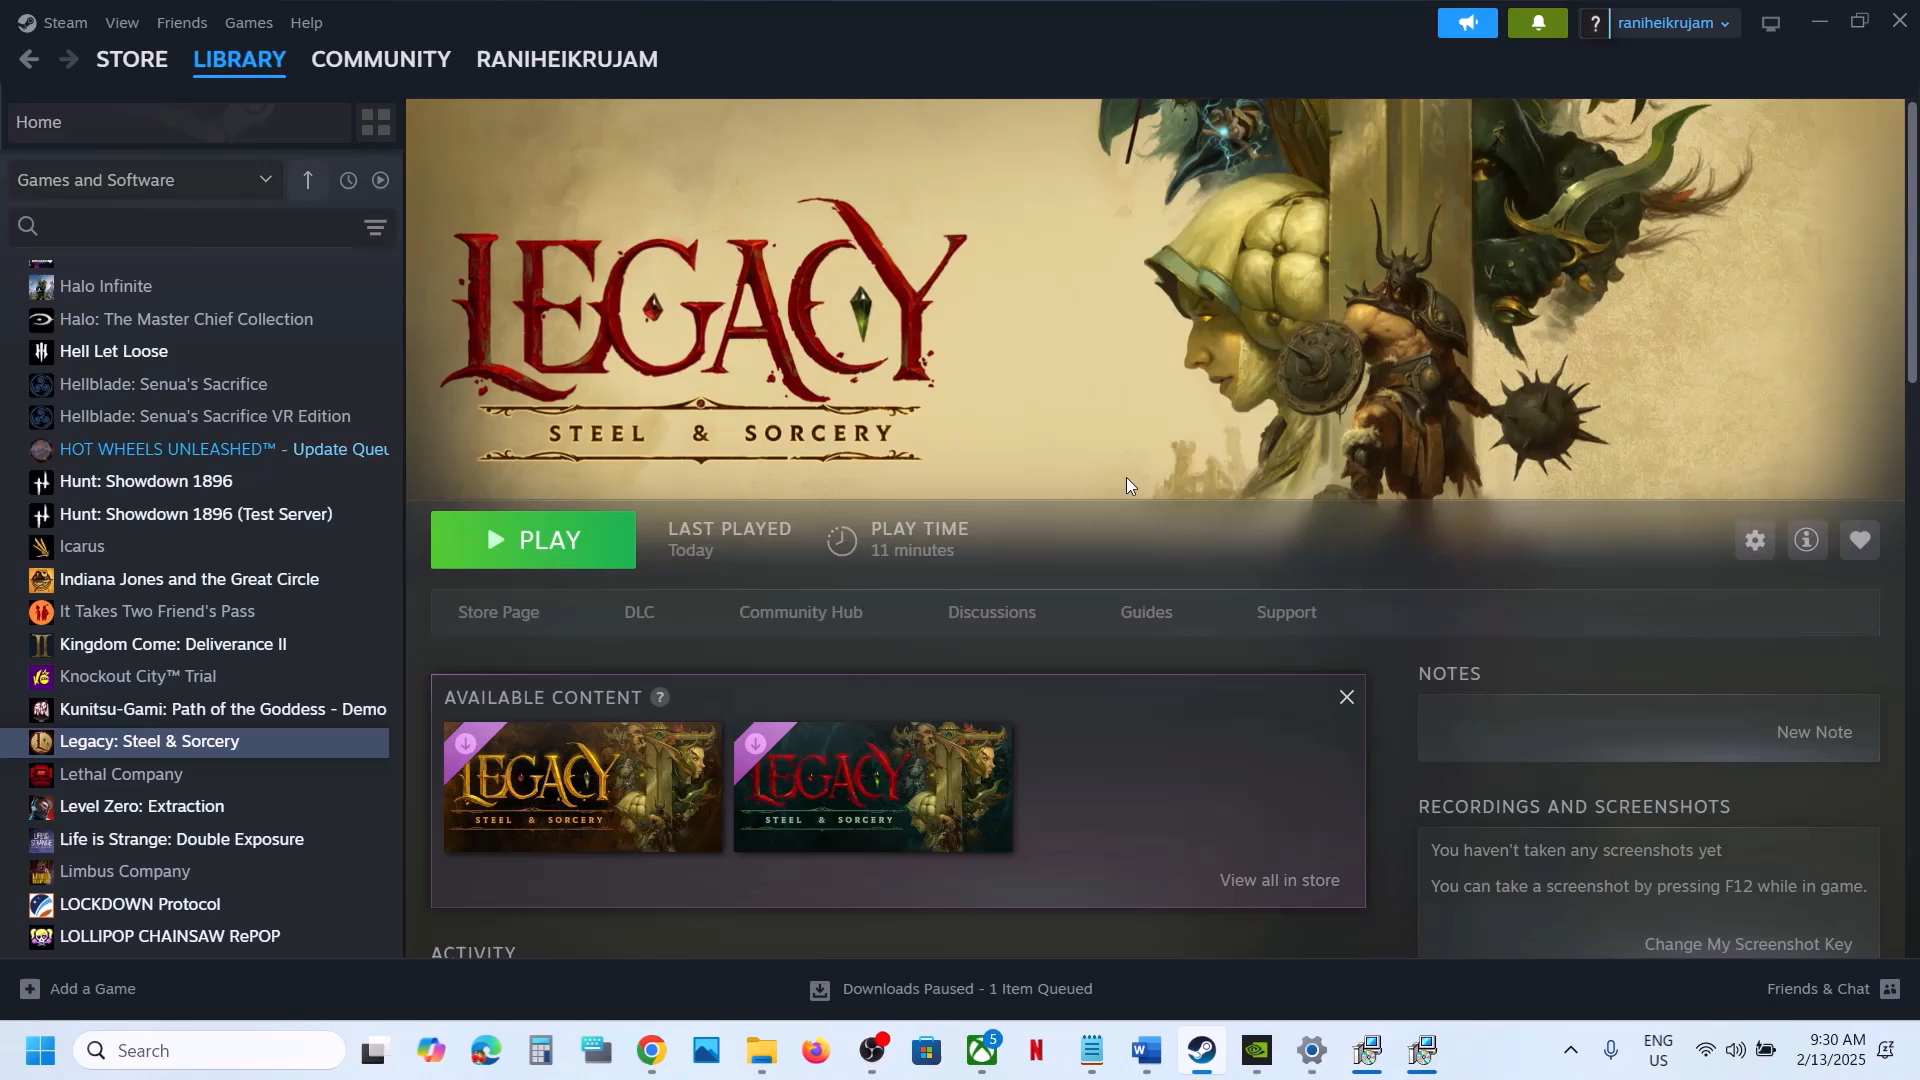 Steam View Friends Games Help
raniheikrujam
STORE LIBRARY COMMUNITY RANIHEIKRUJAM
Home
Games and Software
Halo Infinite
Halo: The Master Chief Collection
Hell Let Loose
Hellblade: Senua's Sacrifice
Hellblade: Senua's Sacrifice VR Edition
HOT WHEELS UNLEASHED™ - Update Queu
Hunt: Showdown 1896
Hunt: Showdown 1896 (Test Server)
Icarus
Indiana Jones and the Great Circle
It Takes Two Friend's Pass
Kingdom Come: Deliverance II
Knockout City™ Trial
Kunitsu-Gami: Path of the Goddess - Demo
Legacy: Steel & Sorcery
Lethal Company
Level Zero: Extraction
Life is Strange: Double Exposure
Limbus Company
LOCKDOWN Protocol
LOLLIPOP CHAINSAW RePOP
LEGACY
STEEL & SORCERY
PLAY
LAST PLAYED
Today
PLAY TIME
11 minutes
Store Page DLC Community Hub Discussions Guides Support
AVAILABLE CONTENT ?
LEGACY
STEEL & SORCERY
LEGACY
STEEL & SORCERY
View all in store
ACTIVITY
NOTES
New Note
RECORDINGS AND SCREENSHOTS
You haven't taken any screenshots yet
You can take a screenshot by pressing F12 while in game.
Change My Screenshot Key
Add a Game
Downloads Paused - 1 Item Queued
Friends & Chat
Search
5
ENG
US
9:30 AM
2/13/2025